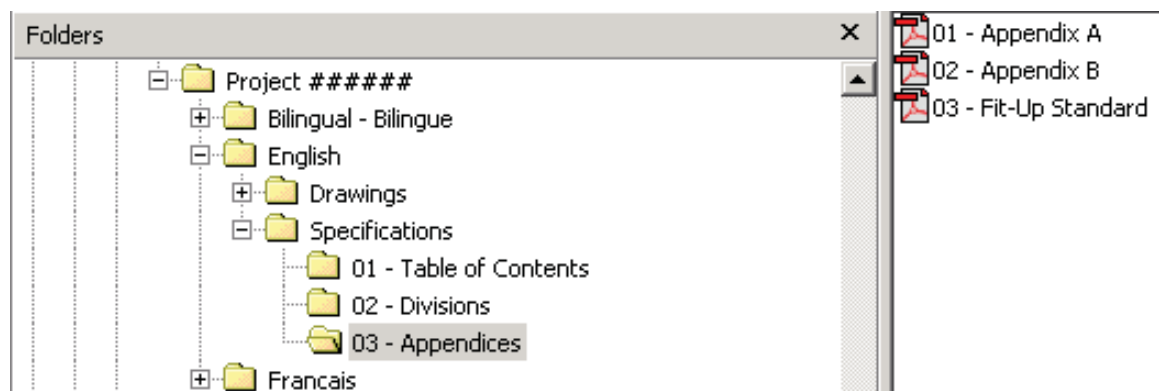 Folders
Project ######
Bilingual - Bilingue
English
Drawings
Specifications
01 - Table of Contents
02 - Divisions
03 - Appendices
Francais
01 - Appendix A
02 - Appendix B
03 - Fit-Up Standard